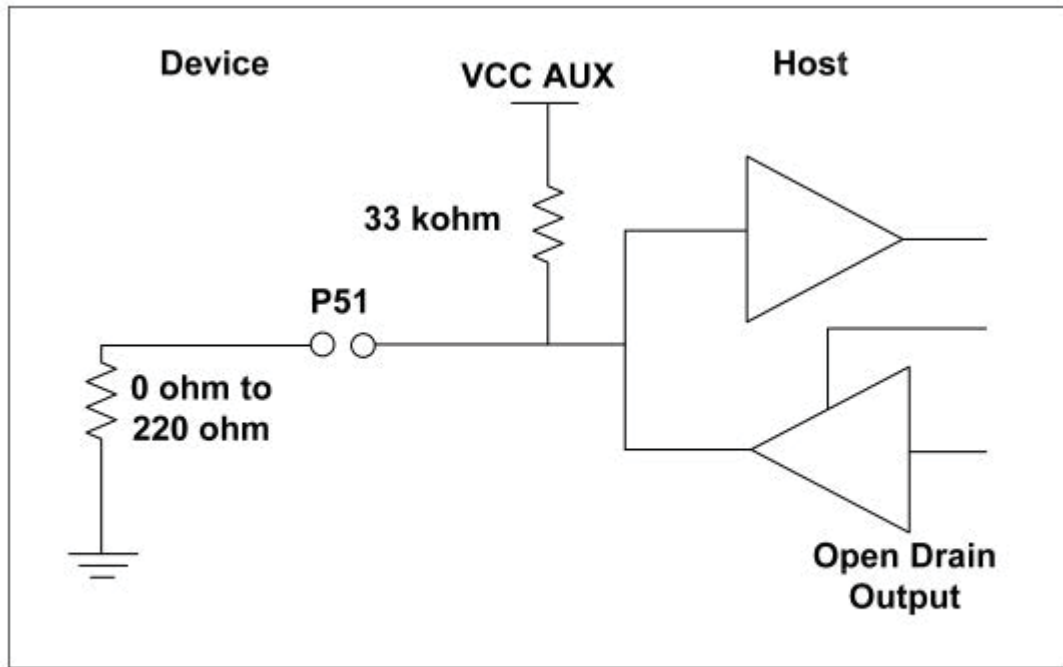 Device
VCC AUX
Host
33 kohm
P51
0 ohm to
220 ohm
Open Drain
Output